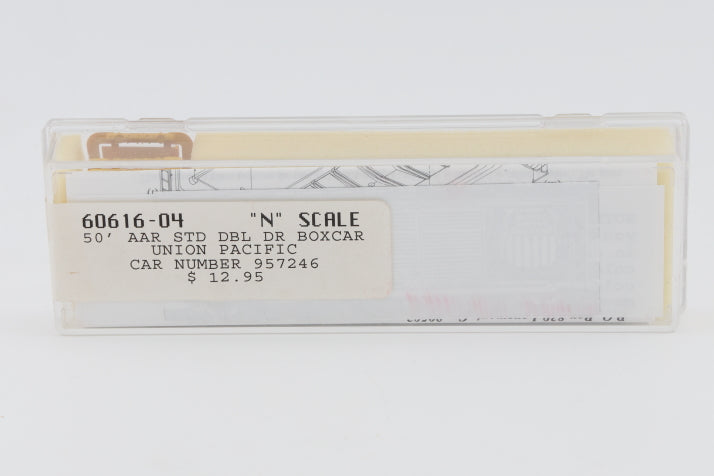 60616-04 "N" SCALE
50' AAR STD DBL DR BOXCAR
UNION PACIFIC
CAR NUMBER 957246
$ 12.95